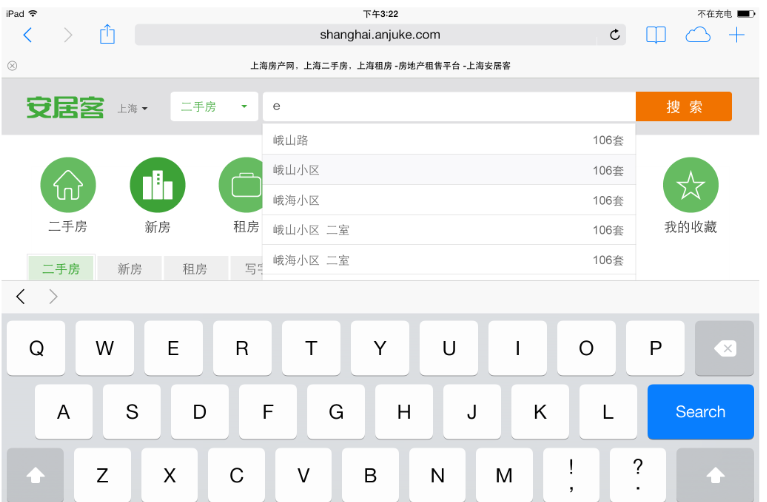 iPad 下午3:22 不在充电
shanghai.anjuke.com
上海房产网，上海二手房，上海租房 -房地产租售平台 -上海安居客
安居客 上海 二手房 e 搜 索
峨山路 106套
峨山小区 106套
峨海小区 106套
峨山小区 二室 106套
峨海小区 二室 106套
二手房 新房 租房 我的收藏
二手房 新房 租房 写字
Q W E R T Y U I O P
A S D F G H J K L Search
Z X C V B N M ! , ? .